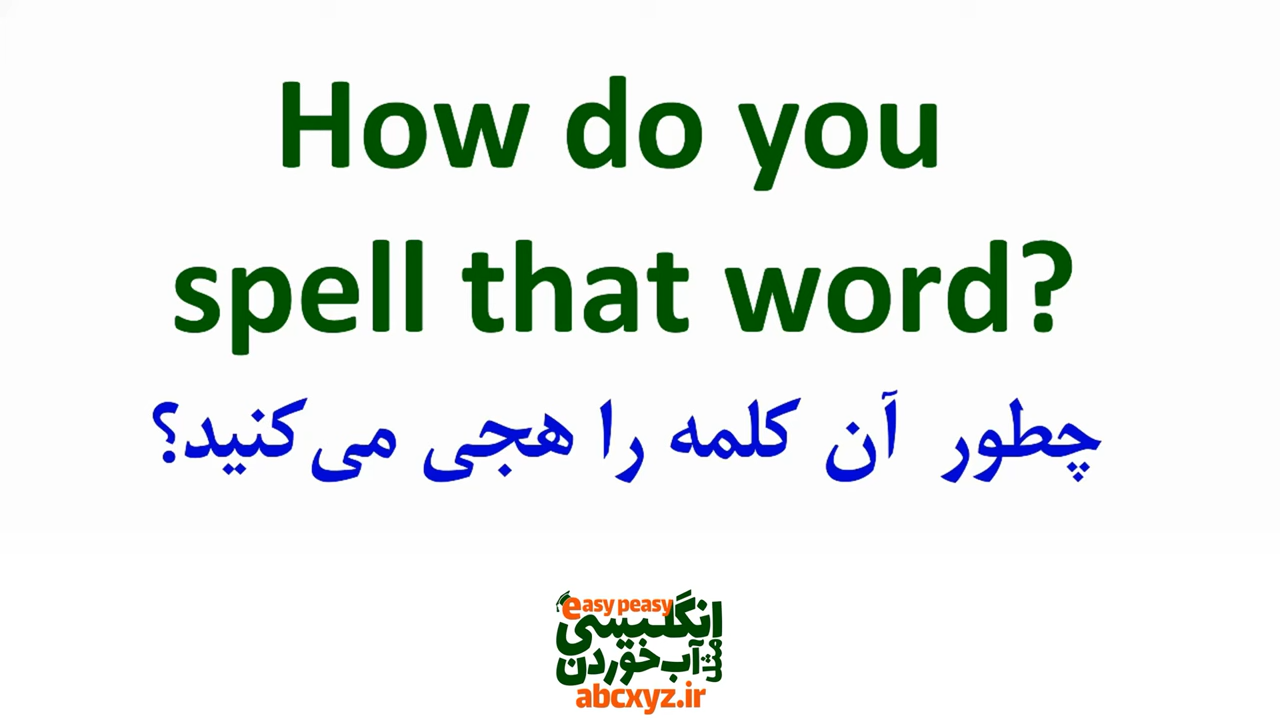 How do you
spell that word?
چطور آن کلمه را هجی می‌کنید؟
easy peasy
انگلیسی
مثل آب خوردن
abcxyz.ir